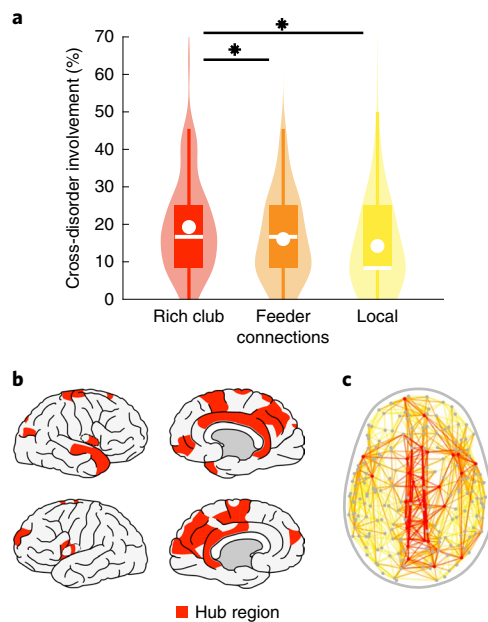 a
Cross-disorder involvement (%)
70
60
50
40
30
20
10
0
Rich club
Feeder
connections
Local
b
c
Hub region